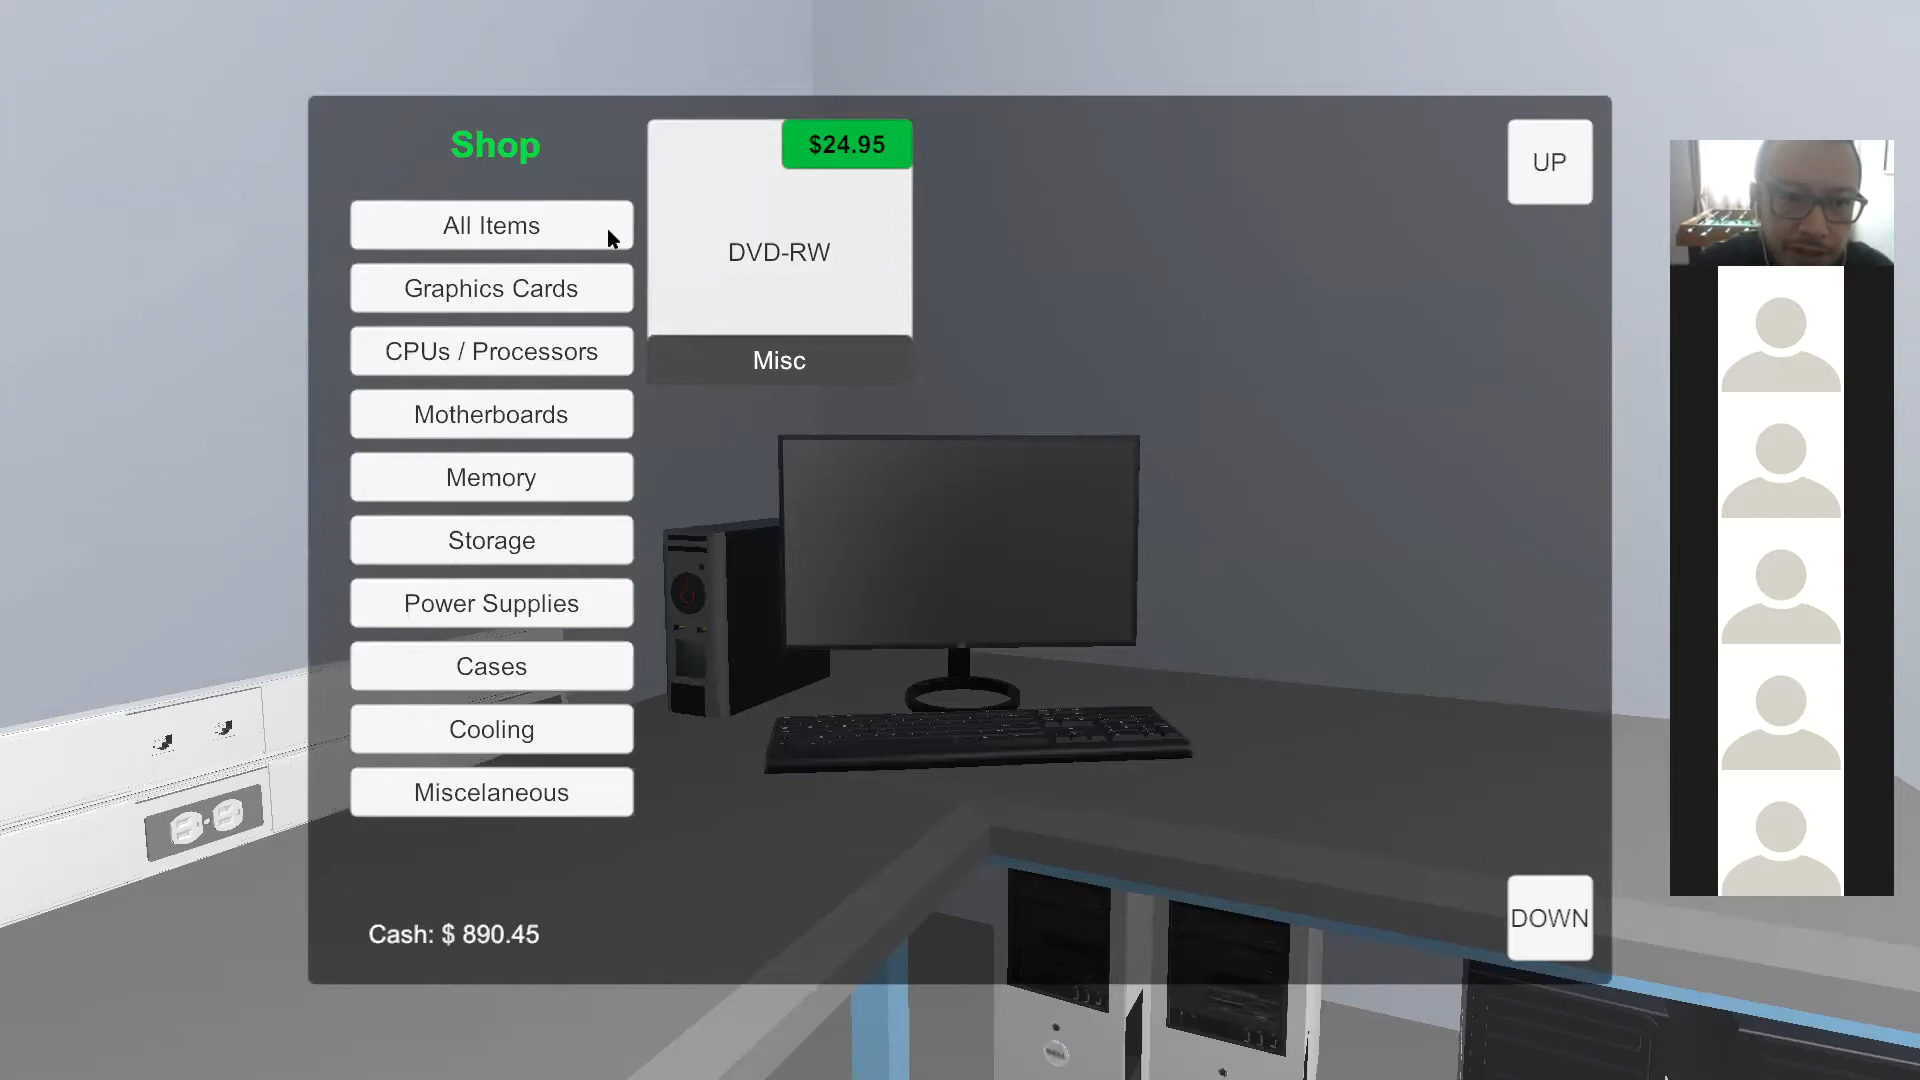 Shop
All Items
Graphics Cards
CPUs / Processors
Motherboards
Memory
Storage
Power Supplies
Cases
Cooling
Miscelaneous
Cash: $ 890.45
$24.95
DVD-RW
Misc
UP
DOWN